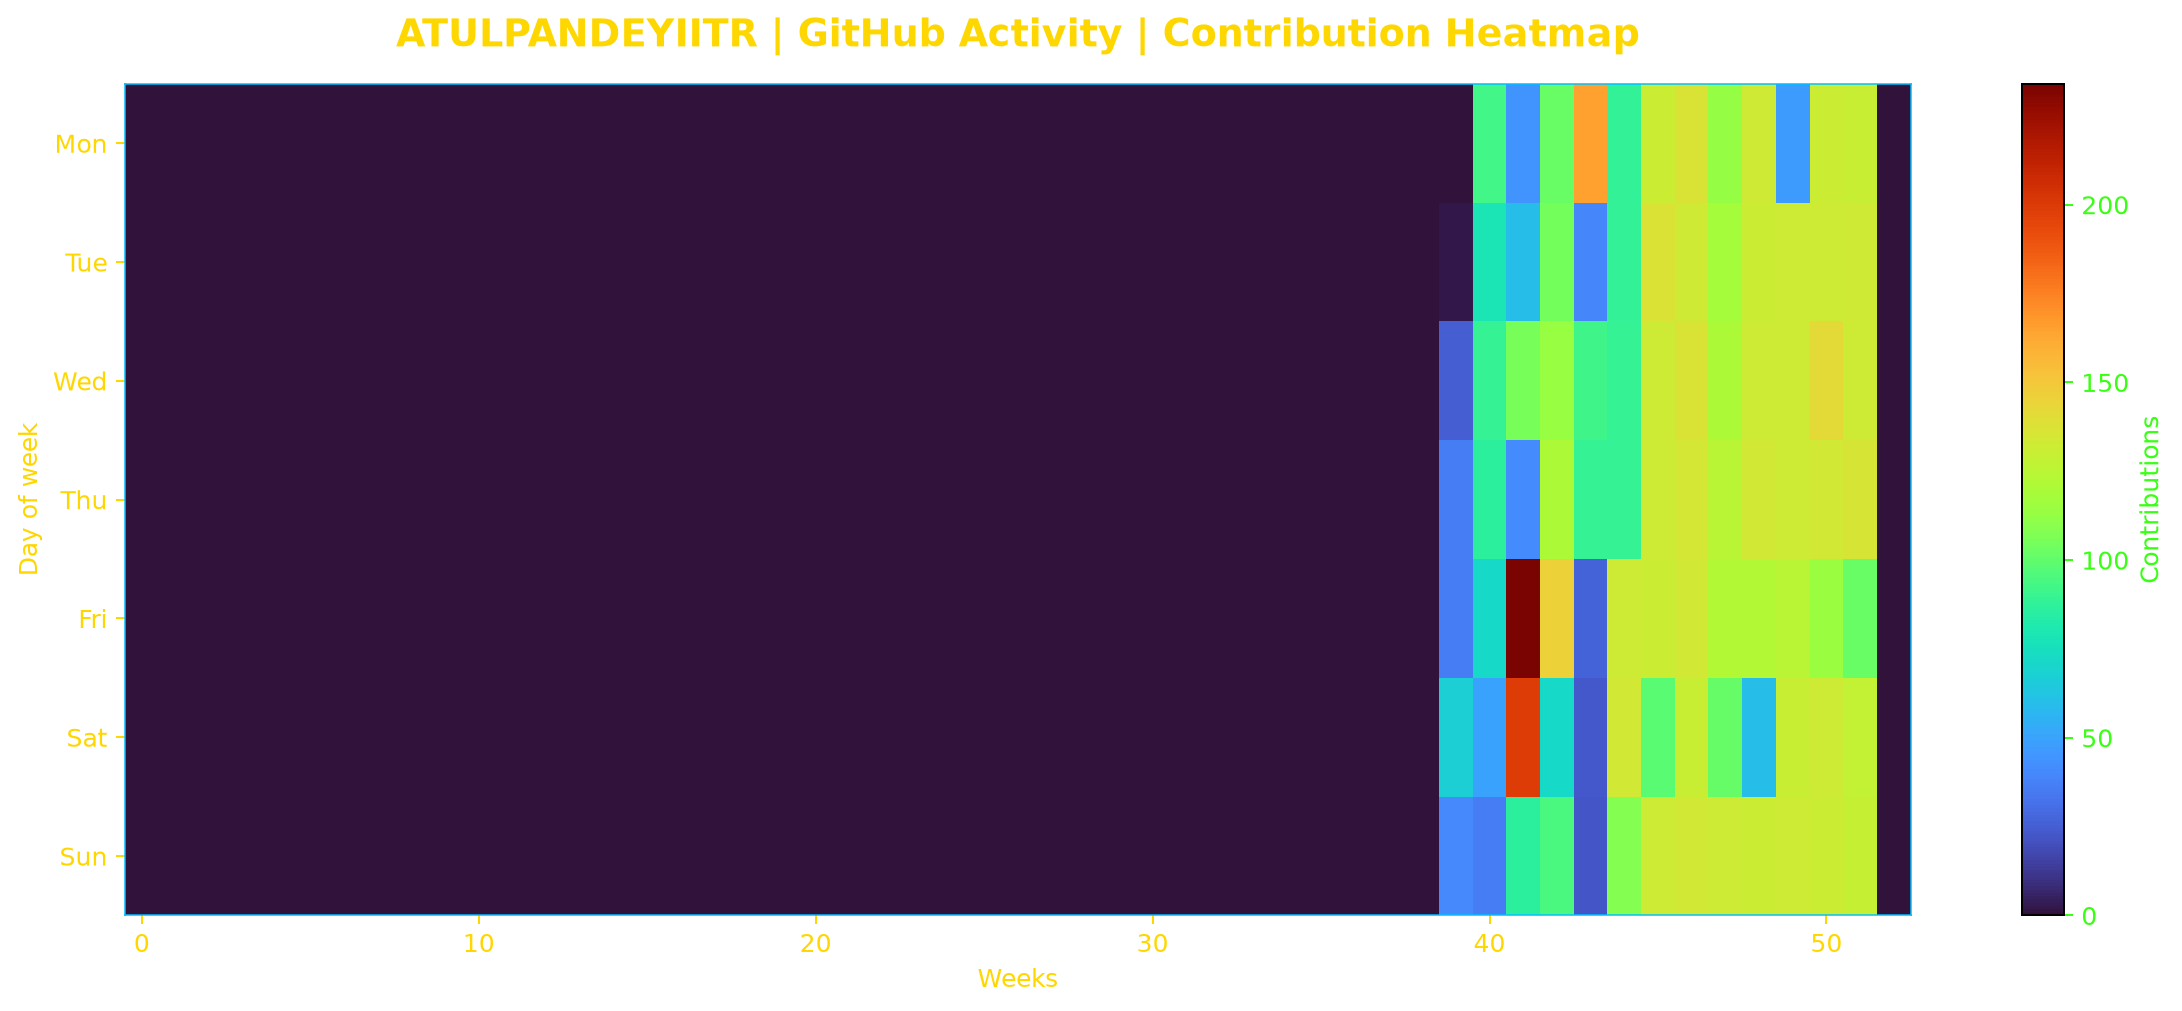 ATULPANDEYIITR | GitHub Activity | Contribution Heatmap
Day of week
Mon
Tue
Wed
Thu
Fri
Sat
Sun
0 10 20 30 40 50
Weeks
200
150
100
50
0
Contributions